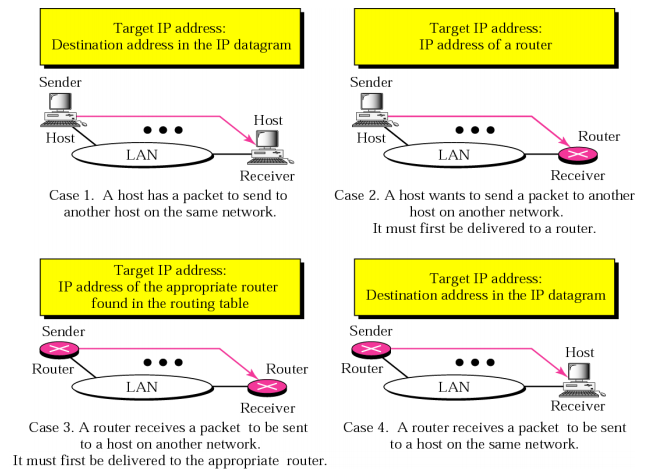 Target IP address:
Destination address in the IP datagram
Sender
Host
Host
LAN
Receiver
Case 1. A host has a packet to send to
another host on the same network.
Target IP address:
IP address of a router
Sender
Host
Router
LAN
Receiver
Case 2. A host wants to send a packet to another
host on another network.
It must first be delivered to a router.
Target IP address:
IP address of the appropriate router
found in the routing table
Sender
Router
Router
LAN
Receiver
Case 3. A router receives a packet to be sent
to a host on another network.
It must first be delivered to the appropriate router.
Target IP address:
Destination address in the IP datagram
Sender
Router
Host
LAN
Receiver
Case 4. A router receives a packet to be sent
to a host on the same network.